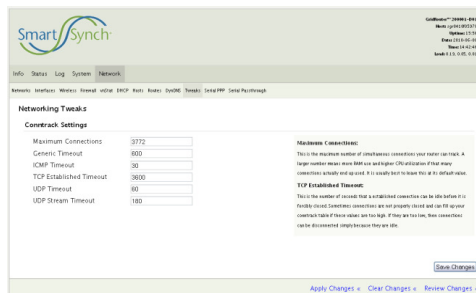 Smart Synch
GridRouter™
Info Status Log System Network
Networks Interfaces Wireless Firewall vnStat DHCP Hosts Routes DynDNS Tweaks Serial PPP Serial Passthrough
Networking Tweaks
Conntrack Settings
Maximum Connections 3772
Generic Timeout 600
ICMP Timeout 30
TCP Established Timeout 3600
UDP Timeout 60
UDP Stream Timeout 180
Maximum Connections:
This is the maximum number of simultaneous connections your router can track. A
larger number means more RAM use and higher CPU utilization if that many
connections actually end up used. It is usually best to leave this at its default value.
TCP Established Timeout:
This is the number of seconds that a established connection can be idle before it is
forcibly closed. Sometimes connections are not properly closed and can fill up your
conntrack table if these values are too high. If they are too low, then connections
can be disconnected simply because they are idle.
Save Changes
Apply Changes « Clear Changes « Review Changes